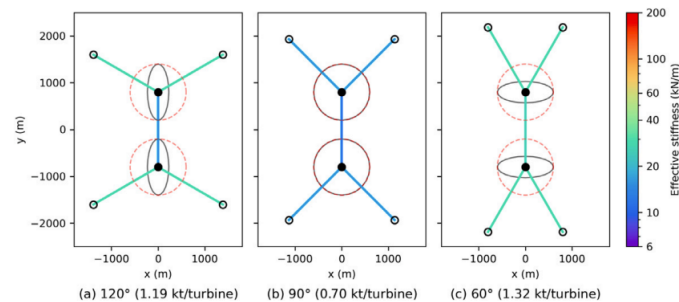 2000
1000
0
−1000
−2000
y (m)
−1000 0 1000
−1000 0 1000
−1000 0 1000
x (m) x (m) x (m)
200
100
60
40
20
10
6
Effective stiffness (kN/m)
(a) 120° (1.19 kt/turbine) (b) 90° (0.70 kt/turbine) (c) 60° (1.32 kt/turbine)